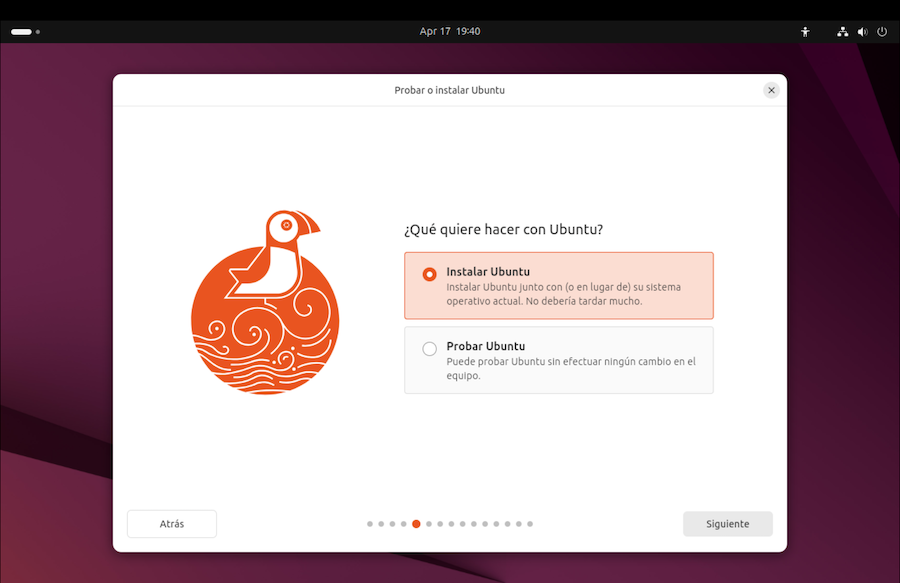 Apr 17 19:40
Probar o instalar Ubuntu
¿Qué quiere hacer con Ubuntu?
Instalar Ubuntu
Instalar Ubuntu junto con (o en lugar de) su sistema
operativo actual. No debería tardar mucho.
Probar Ubuntu
Puede probar Ubuntu sin efectuar ningún cambio en el
equipo.
Atrás
Siguiente